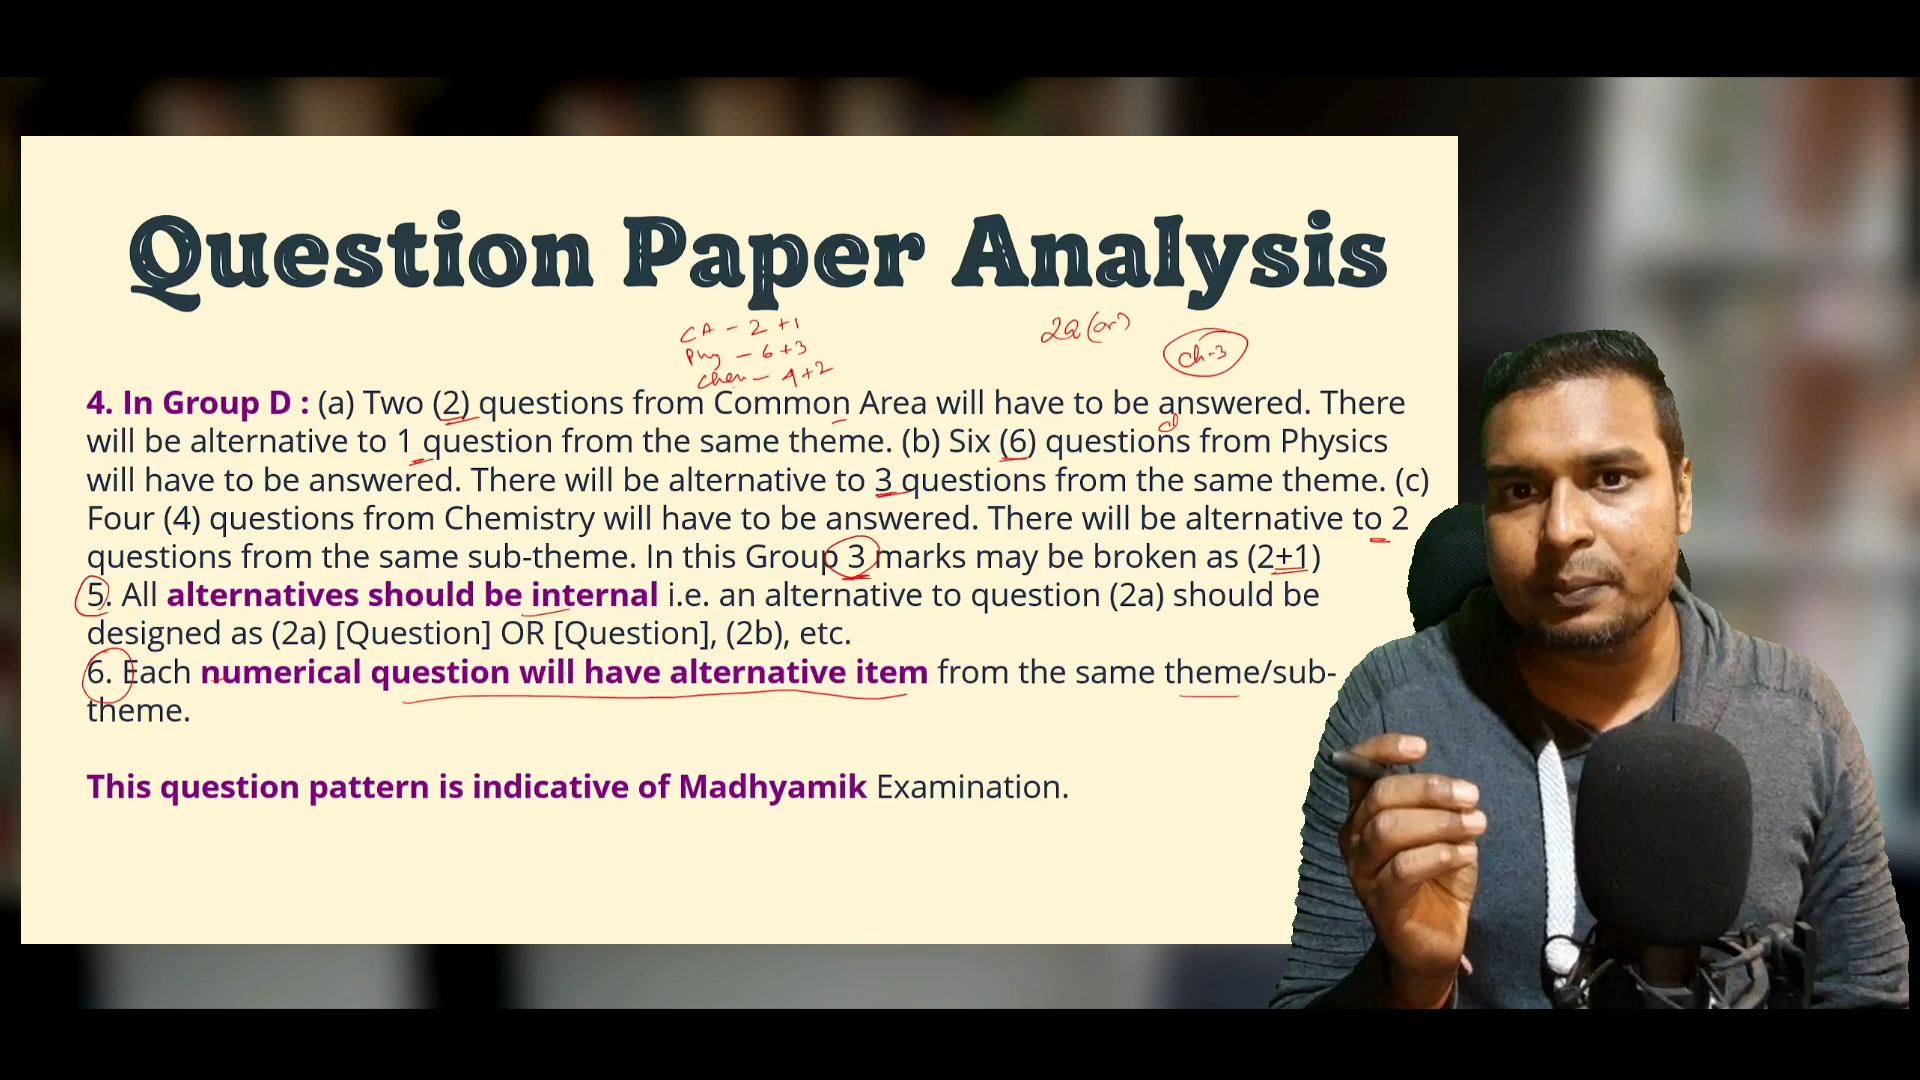 Question Paper Analysis
CA - 2 +1
Phy - 6+3
Chem - 4+2
2a (or)
ch-3
4. In Group D : (a) Two (2) questions from Common Area will have to be answered. There
will be alternative to 1 question from the same theme. (b) Six (6) questions from Physics
will have to be answered. There will be alternative to 3 questions from the same theme. (c)
Four (4) questions from Chemistry will have to be answered. There will be alternative to 2
questions from the same sub-theme. In this Group 3 marks may be broken as (2+1)
5. All alternatives should be internal i.e. an alternative to question (2a) should be
designed as (2a) [Question] OR [Question], (2b), etc.
6. Each numerical question will have alternative item from the same theme/sub-
theme.
This question pattern is indicative of Madhyamik Examination.